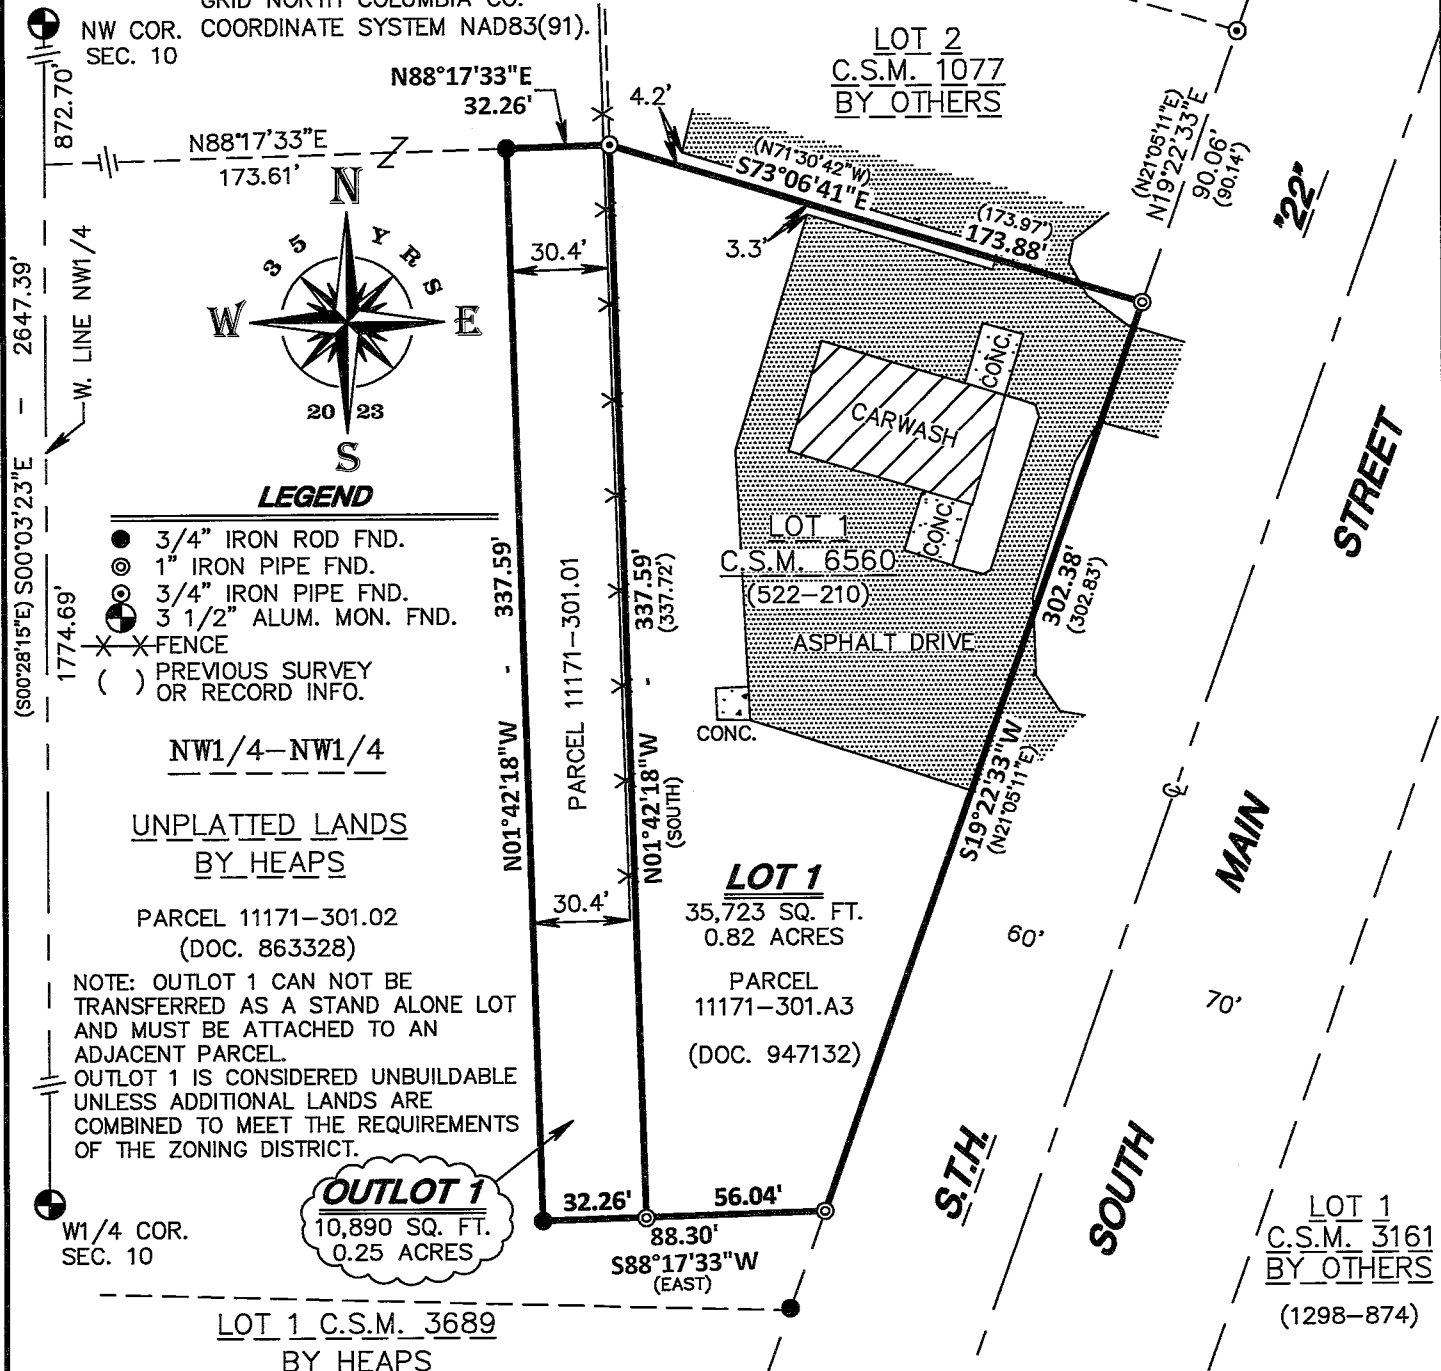 GRID NORTH COLUMBIA CO.
COORDINATE SYSTEM NAD83(91).
NW COR.
SEC. 10
872.70'
N88°17'33"E
32.26'
N88°17'33"E
173.61'
4.2'
LOT 2
C.S.M. 1077
BY OTHERS
(N71°30'42"W)
S73°06'41"E
(173.97')
173.88'
3.3'
(N21°05'11"E)
N19°22'33"E
90.06'
(90.14')
"22"
N
35 YRS
W
E
20 23
S
30.4'
2647.39'
-
(S00°28'15"E) S00°03'23"E
W. LINE NW1/4
1774.69'
LEGEND
3/4" IRON ROD FND.
1" IRON PIPE FND.
3/4" IRON PIPE FND.
3 1/2" ALUM. MON. FND.
X X FENCE
( ) PREVIOUS SURVEY
OR RECORD INFO.
CONC.
CARWASH
CONC.
LOT 1
C.S.M. 6560
(522-210)
ASPHALT DRIVE
CONC.
337.59'
-
N01°42'18"W
PARCEL 11171-301.01
337.59'
(337.72')
-
N01°42'18"W
(SOUTH)
302.38'
(302.83')
S19°22'33"W
(N21°05'11"E)
STREET
MAIN
SOUTH
S.T.H.
CL
60'
70'
NW1/4-NW1/4
UNPLATTED LANDS
BY HEAPS
PARCEL 11171-301.02
(DOC. 863328)
NOTE: OUTLOT 1 CAN NOT BE
TRANSFERRED AS A STAND ALONE LOT
AND MUST BE ATTACHED TO AN
ADJACENT PARCEL.
OUTLOT 1 IS CONSIDERED UNBUILDABLE
UNLESS ADDITIONAL LANDS ARE
COMBINED TO MEET THE REQUIREMENTS
OF THE ZONING DISTRICT.
30.4'
LOT 1
35,723 SQ. FT.
0.82 ACRES
PARCEL
11171-301.A3
(DOC. 947132)
OUTLOT 1
10,890 SQ. FT.
0.25 ACRES
32.26'
56.04'
88.30'
S88°17'33"W
(EAST)
W1/4 COR.
SEC. 10
LOT 1 C.S.M. 3689
BY HEAPS
LOT 1
C.S.M. 3161
BY OTHERS
(1298-874)